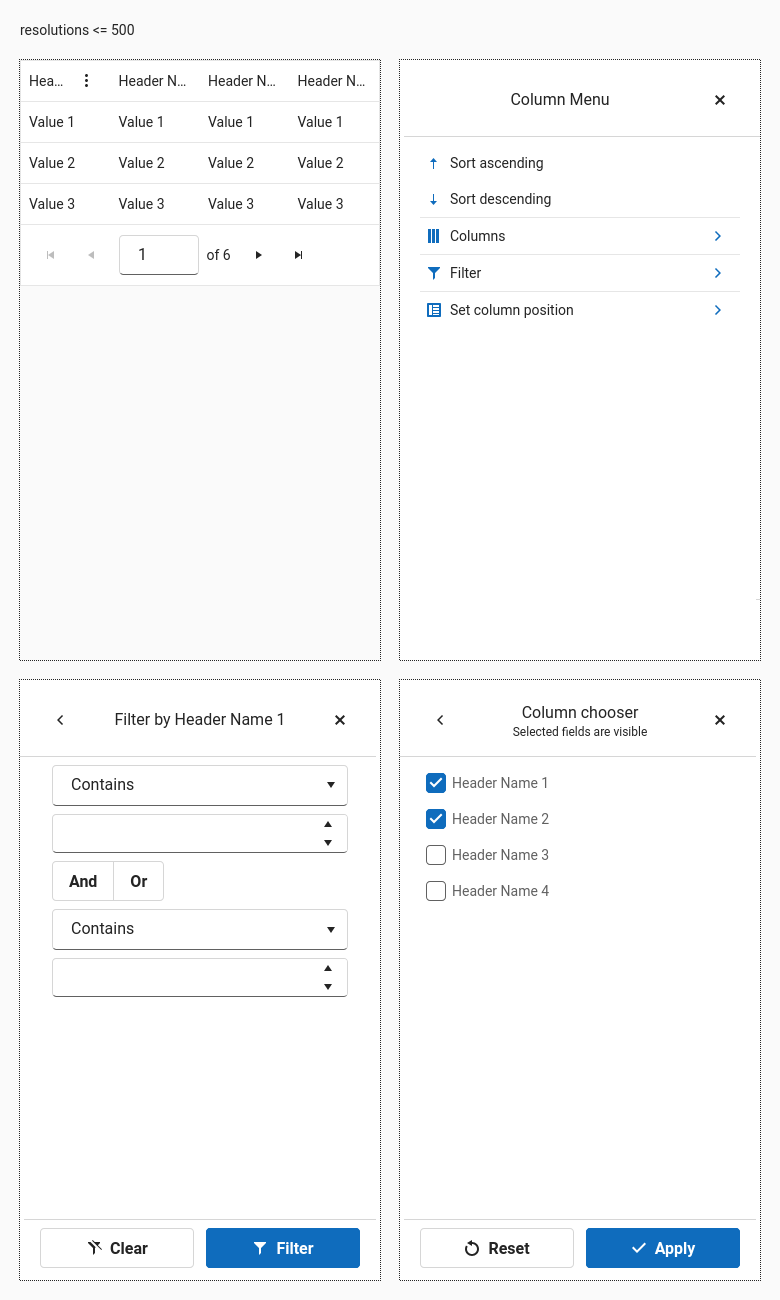 resolutions <= 500
Hea... Header N... Header N... Header N...
Value 1 Value 1 Value 1 Value 1
Value 2 Value 2 Value 2 Value 2
Value 3 Value 3 Value 3 Value 3
1 of 6
Column Menu
Sort ascending
Sort descending
Columns
Filter
Set column position
Filter by Header Name 1
Contains
And Or
Contains
Clear Filter
Column chooser
Selected fields are visible
Header Name 1
Header Name 2
Header Name 3
Header Name 4
Reset Apply